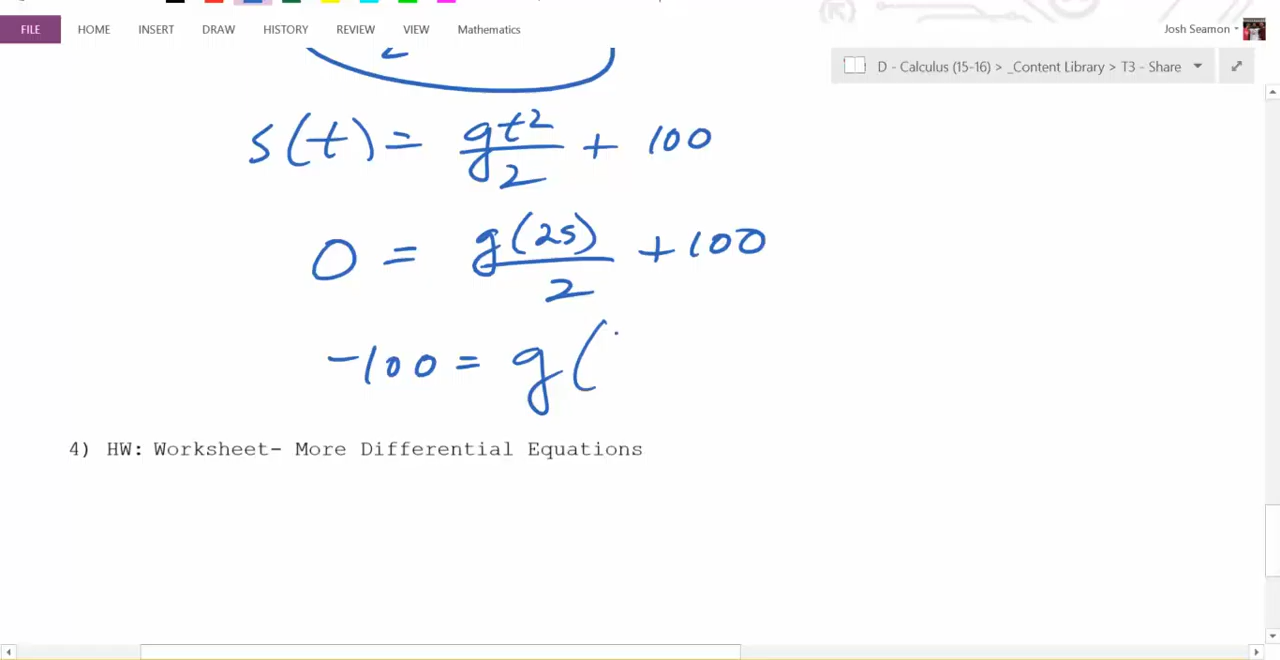 FILE HOME INSERT DRAW HISTORY REVIEW VIEW Mathematics Josh Seamon
D - Calculus (15-16) > _Content Library > T3 - Share
2
s(t) = gt²/2 + 100
0 = g(25)/2 + 100
-100 = g(
4) HW: Worksheet- More Differential Equations